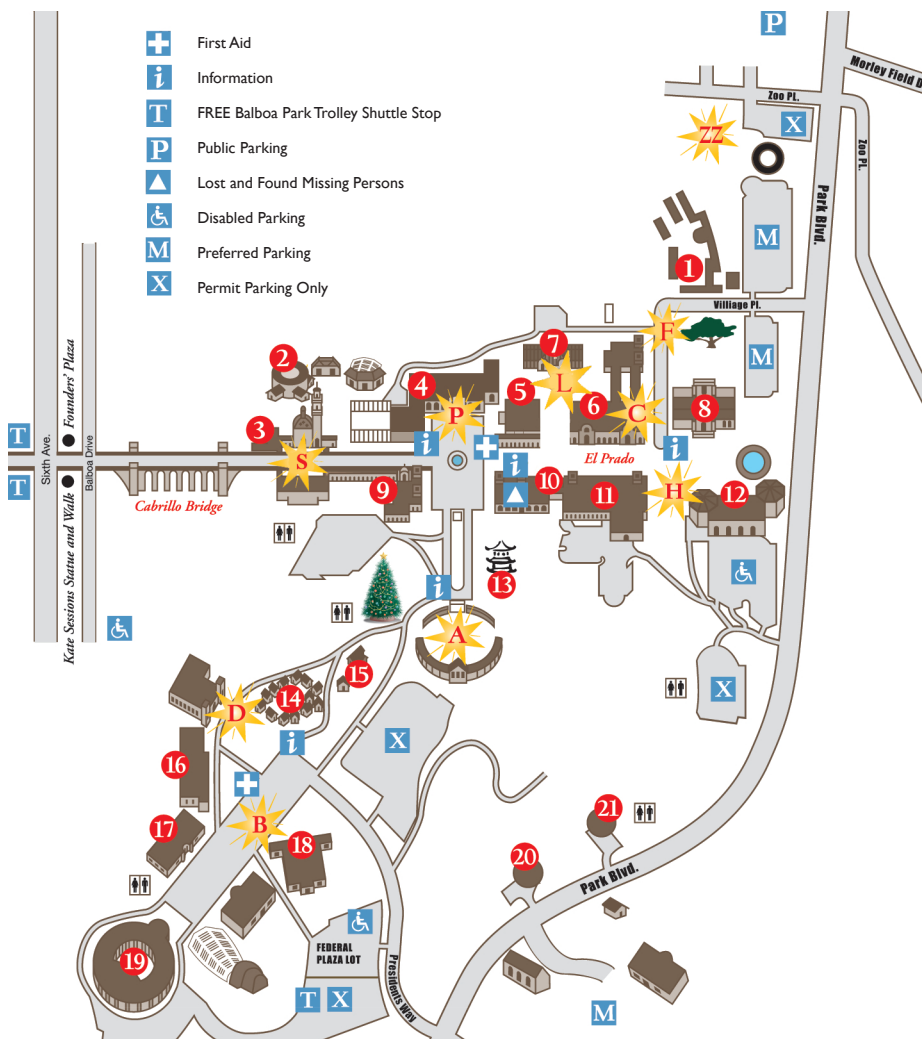 First Aid
i
Information
T
FREE Balboa Park Trolley Shuttle Stop
P
Public Parking
Lost and Found Missing Persons
Disabled Parking
M
Preferred Parking
X
Permit Parking Only
P
Morley Field D
Zoo Pl.
X
ZZ
Zoo Pl.
Park Blvd.
M
1
Villiage Pl.
F
M
2
7
4
L
5
6
C
8
P
3
T
Sixth Ave.
Founders' Plaza
Balboa Drive
S
i
i
i
El Prado
T
Kate Sessions Statue and Walk
Cabrillo Bridge
9
10
11
H
12
13
i
A
15
14
D
i
X
X
16
B
17
18
21
20
Park Blvd.
19
FEDERAL
PLAZA LOT
Presidents Way
T
X
M